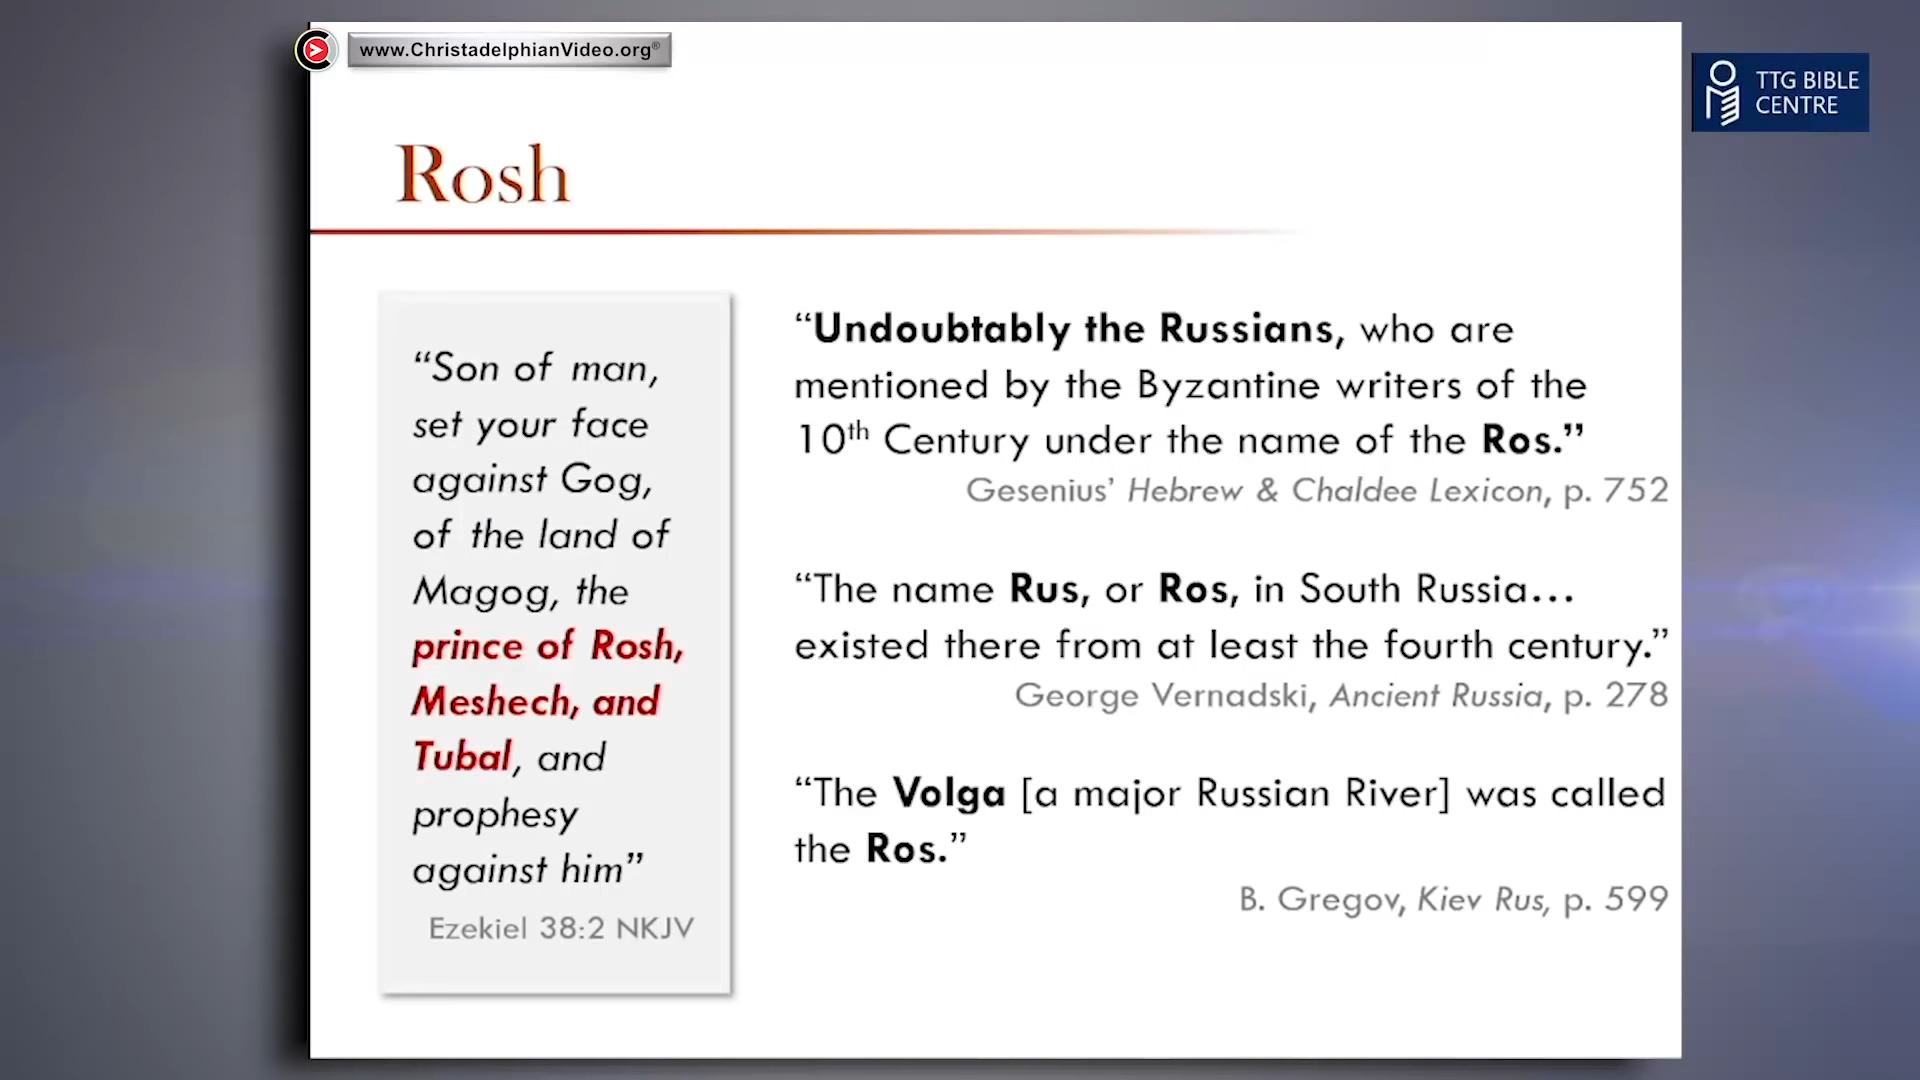 www.ChristadelphianVideo.org®
TTG BIBLE
CENTRE
Rosh
“Son of man,
set your face
against Gog,
of the land of
Magog, the
prince of Rosh,
Meshech, and
Tubal, and
prophesy
against him”
Ezekiel 38:2 NKJV
“Undoubtably the Russians, who are
mentioned by the Byzantine writers of the
10th Century under the name of the Ros.”
Gesenius’ Hebrew & Chaldee Lexicon, p. 752
“The name Rus, or Ros, in South Russia…
existed there from at least the fourth century.”
George Vernadski, Ancient Russia, p. 278
“The Volga [a major Russian River] was called
the Ros.”
B. Gregov, Kiev Rus, p. 599